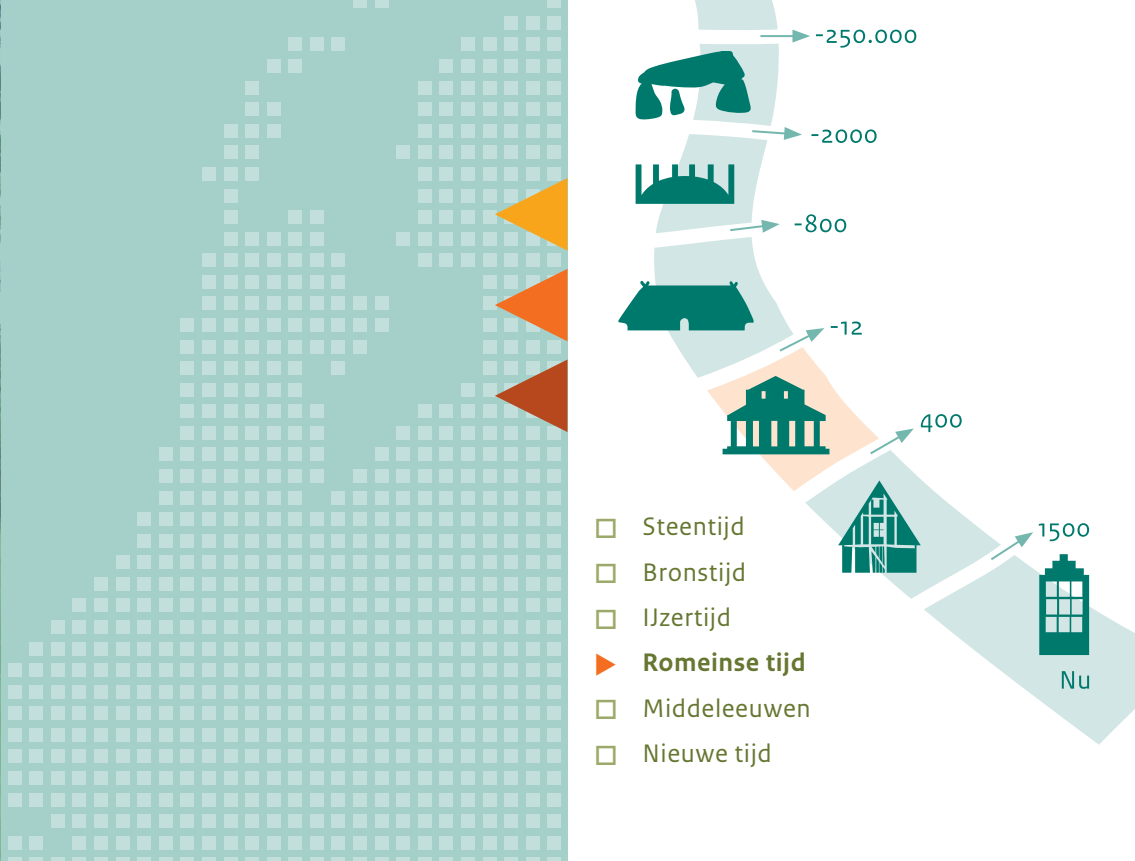 -250.000
-2000
-800
-12
400
1500
Nu
Steentijd
Bronstijd
IJzertijd
Romeinse tijd
Middeleeuwen
Nieuwe tijd